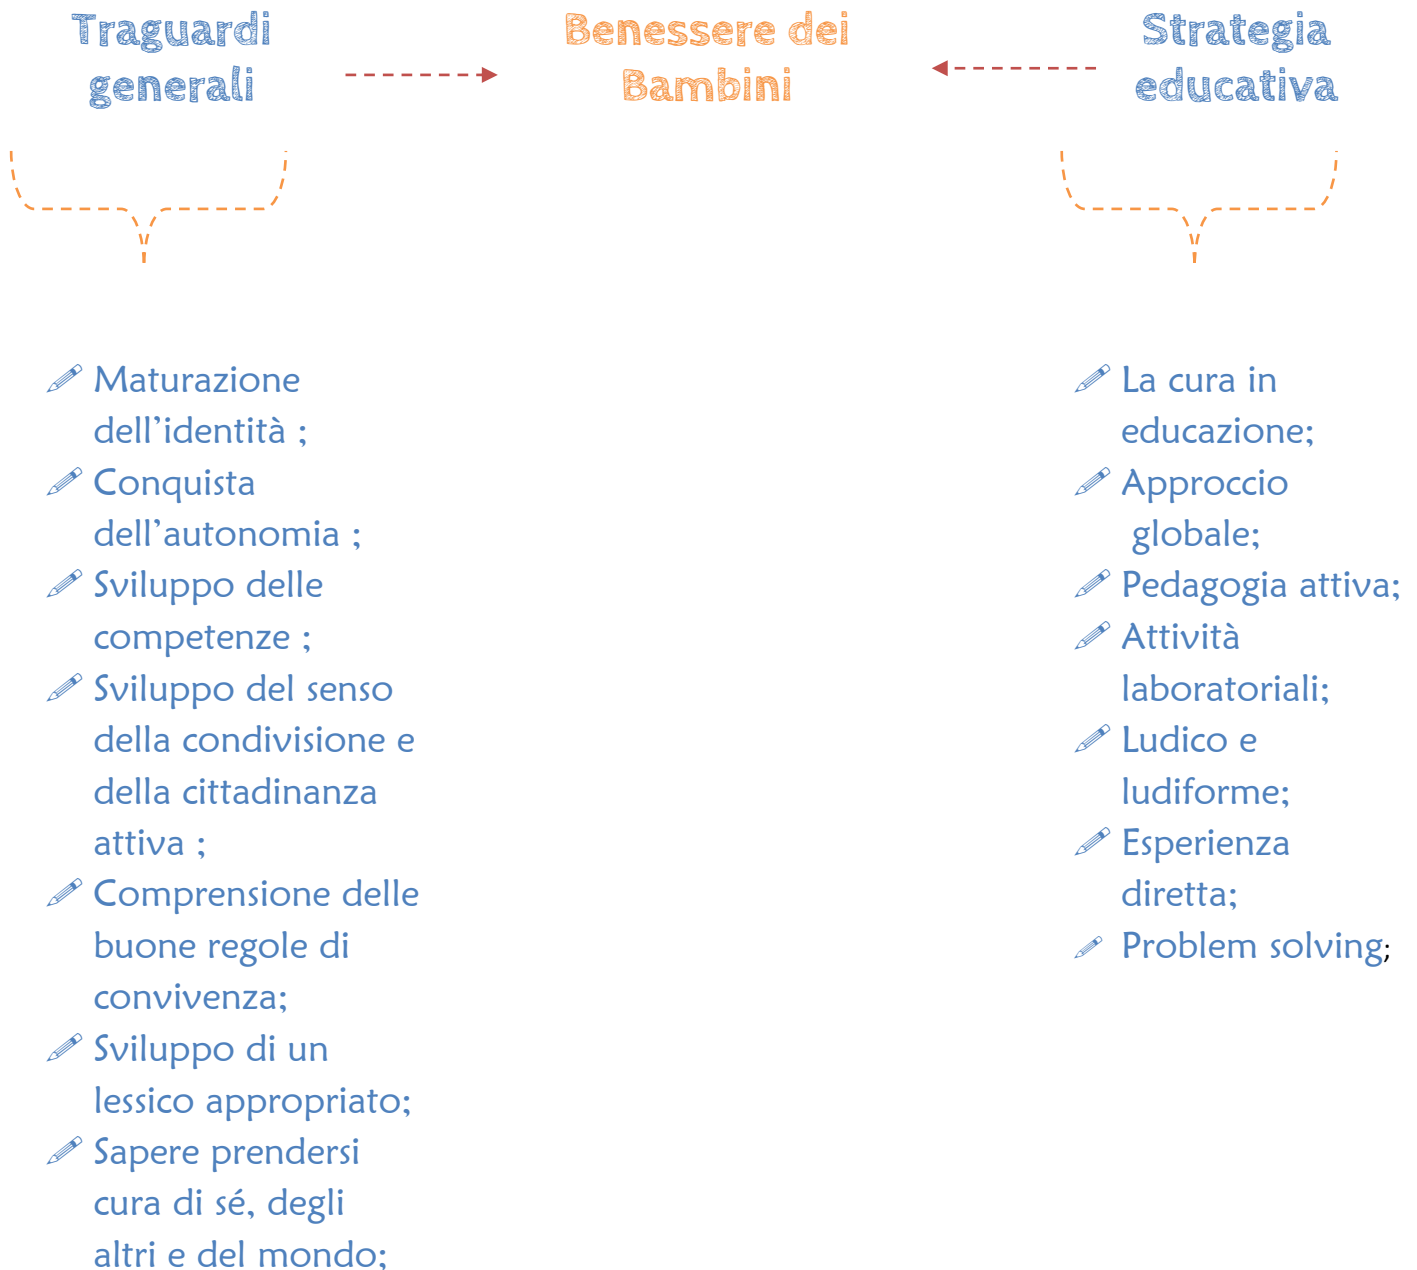 Traguardi
generali
Benessere dei
Bambini
Strategia
educativa
Maturazione
dell’identità ;
Conquista
dell’autonomia ;
Sviluppo delle
competenze ;
Sviluppo del senso
della condivisione e
della cittadinanza
attiva ;
Comprensione delle
buone regole di
convivenza;
Sviluppo di un
lessico appropriato;
Sapere prendersi
cura di sé, degli
altri e del mondo;
La cura in
educazione;
Approccio
globale;
Pedagogia attiva;
Attività
laboratoriali;
Ludico e
ludiforme;
Esperienza
diretta;
Problem solving;